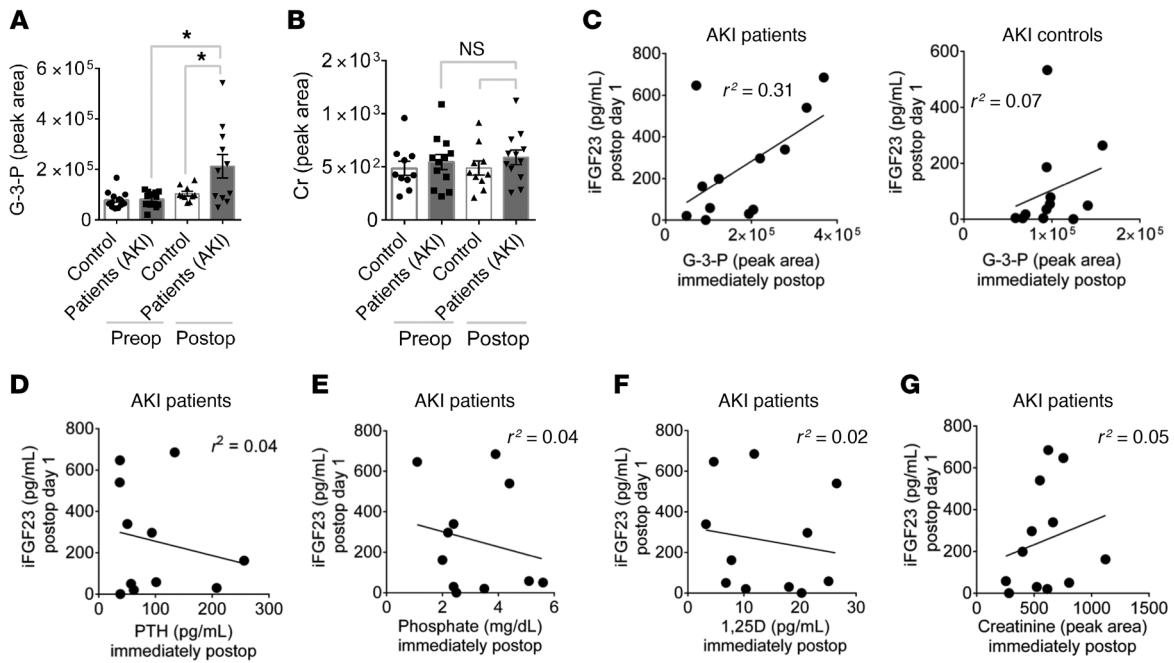 A
G-3-P (peak area)
6×10⁵
4×10⁵
2×10⁵
0
*
*
Control
Patients (AKI)
Control
Patients (AKI)
Preop
Postop
B
Cr (peak area)
2×10³
1×10³
5×10²
0
NS
Control
Patients (AKI)
Control
Patients (AKI)
Preop
Postop
C
AKI patients
iFGF23 (pg/mL)
postop day 1
800
600
400
200
0
r² = 0.31
0
2×10⁵
4×10⁵
G-3-P (peak area)
immediately postop
AKI controls
iFGF23 (pg/mL)
postop day 1
600
400
200
0
r² = 0.07
0
1×10⁵
2×10⁵
G-3-P (peak area)
immediately postop
D
AKI patients
iFGF23 (pg/mL)
postop day 1
800
600
400
200
0
r² = 0.04
0
100
200
300
PTH (pg/mL)
immediately postop
E
AKI patients
iFGF23 (pg/mL)
postop day 1
800
600
400
200
0
r² = 0.04
0
2
4
6
Phosphate (mg/dL)
immediately postop
F
AKI patients
iFGF23 (pg/mL)
postop day 1
800
600
400
200
0
r² = 0.02
0
10
20
30
1,25D (pg/mL)
immediately postop
G
AKI patients
iFGF23 (pg/mL)
postop day 1
800
600
400
200
0
r² = 0.05
0
500
1000
1500
Creatinine (peak area)
immediately postop